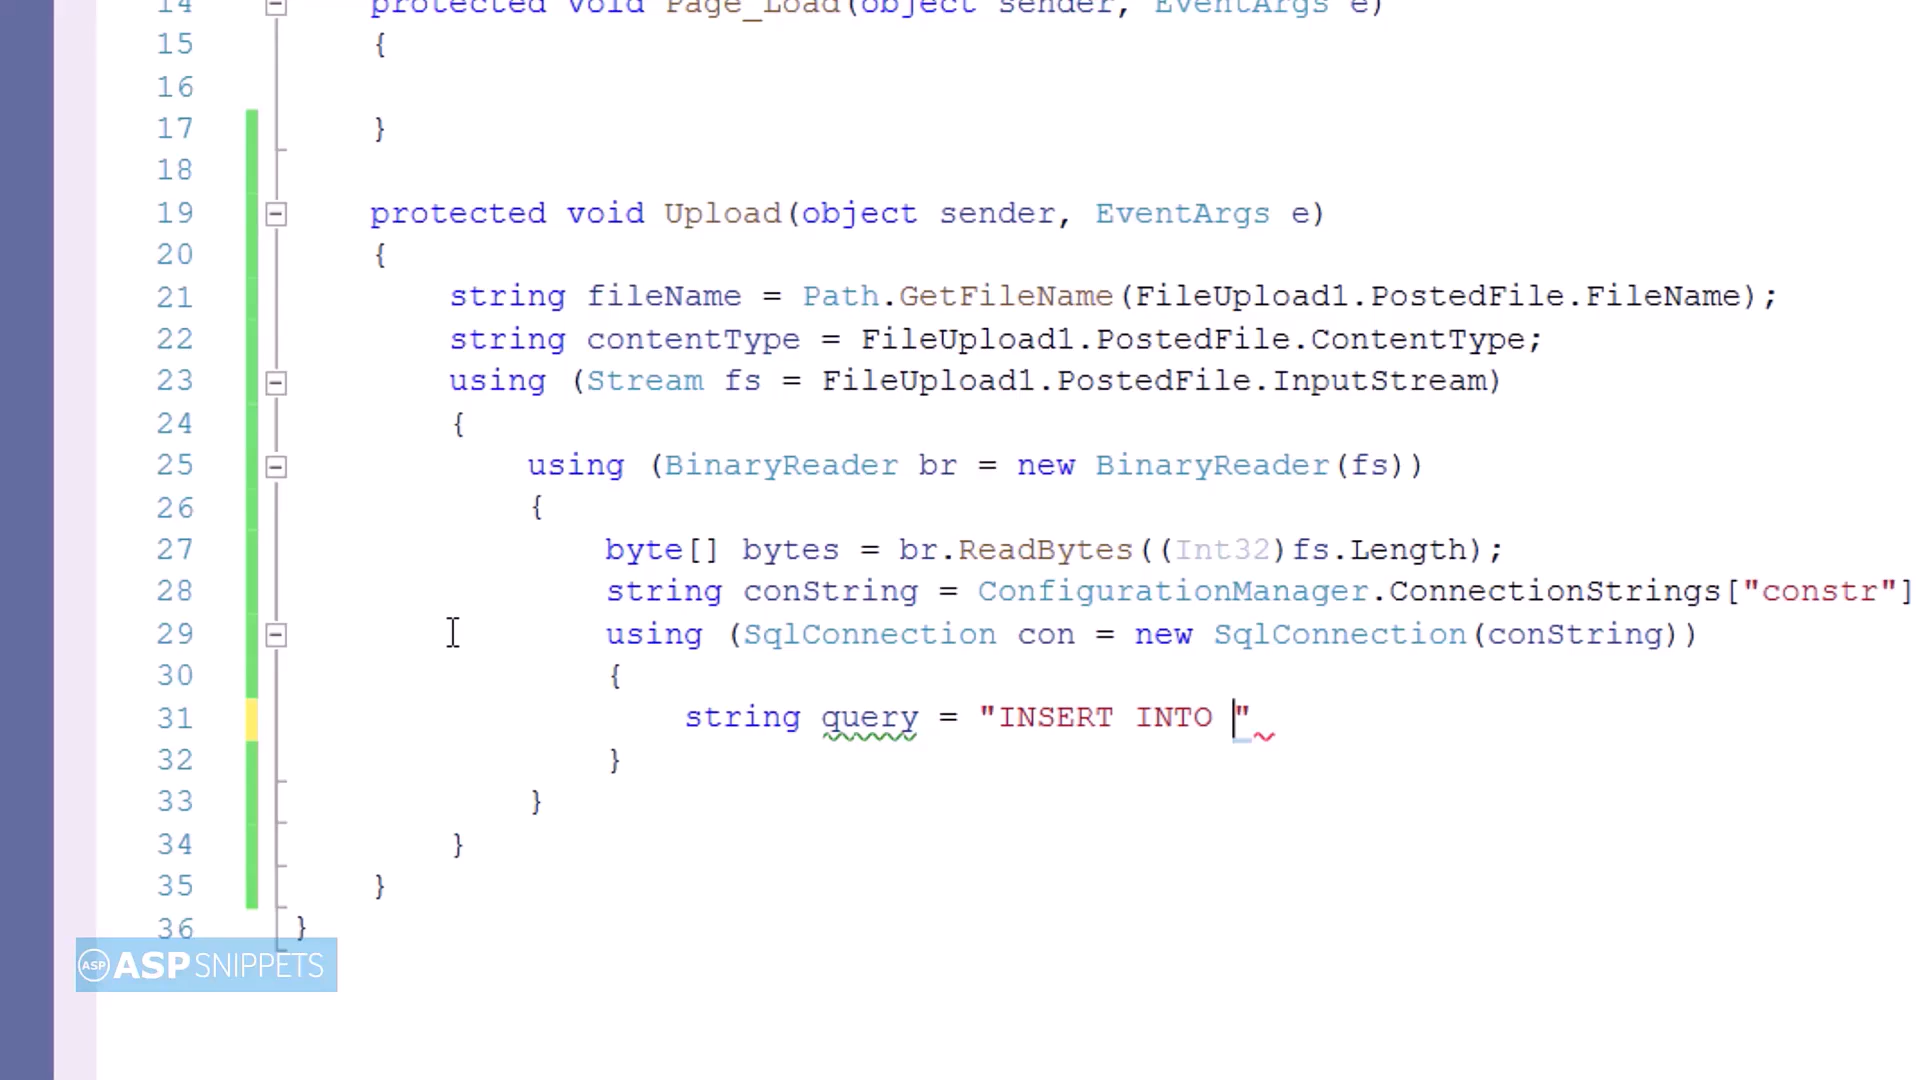 14 protected void Page_Load(object sender, EventArgs e)
15 {
16
17 }
18
19 protected void Upload(object sender, EventArgs e)
20 {
21 string fileName = Path.GetFileName(FileUpload1.PostedFile.FileName);
22 string contentType = FileUpload1.PostedFile.ContentType;
23 using (Stream fs = FileUpload1.PostedFile.InputStream)
24 {
25 using (BinaryReader br = new BinaryReader(fs))
26 {
27 byte[] bytes = br.ReadBytes((Int32)fs.Length);
28 string conString = ConfigurationManager.ConnectionStrings["constr"]
29 using (SqlConnection con = new SqlConnection(conString))
30 {
31 string query = "INSERT INTO "
32 }
33 }
34 }
35 }
36 }
ASP ASPSNIPPETS